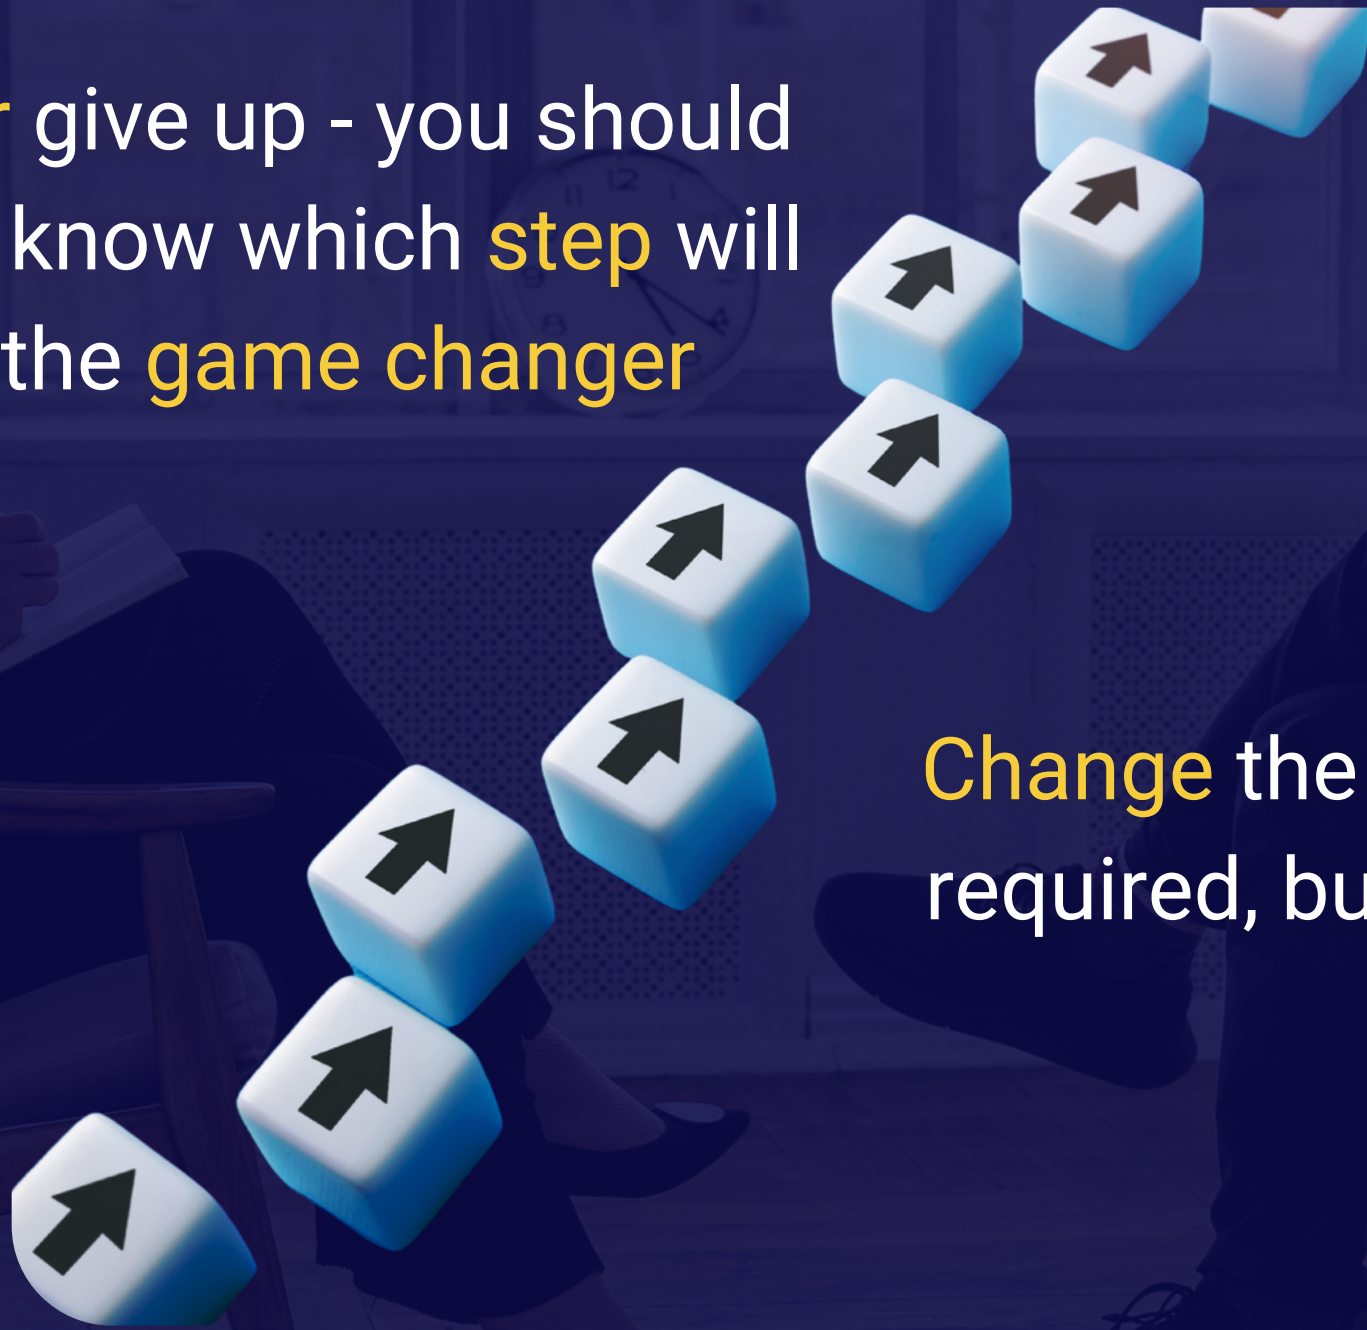 give up - you should
know which step will
the game changer
Change the
required, bu